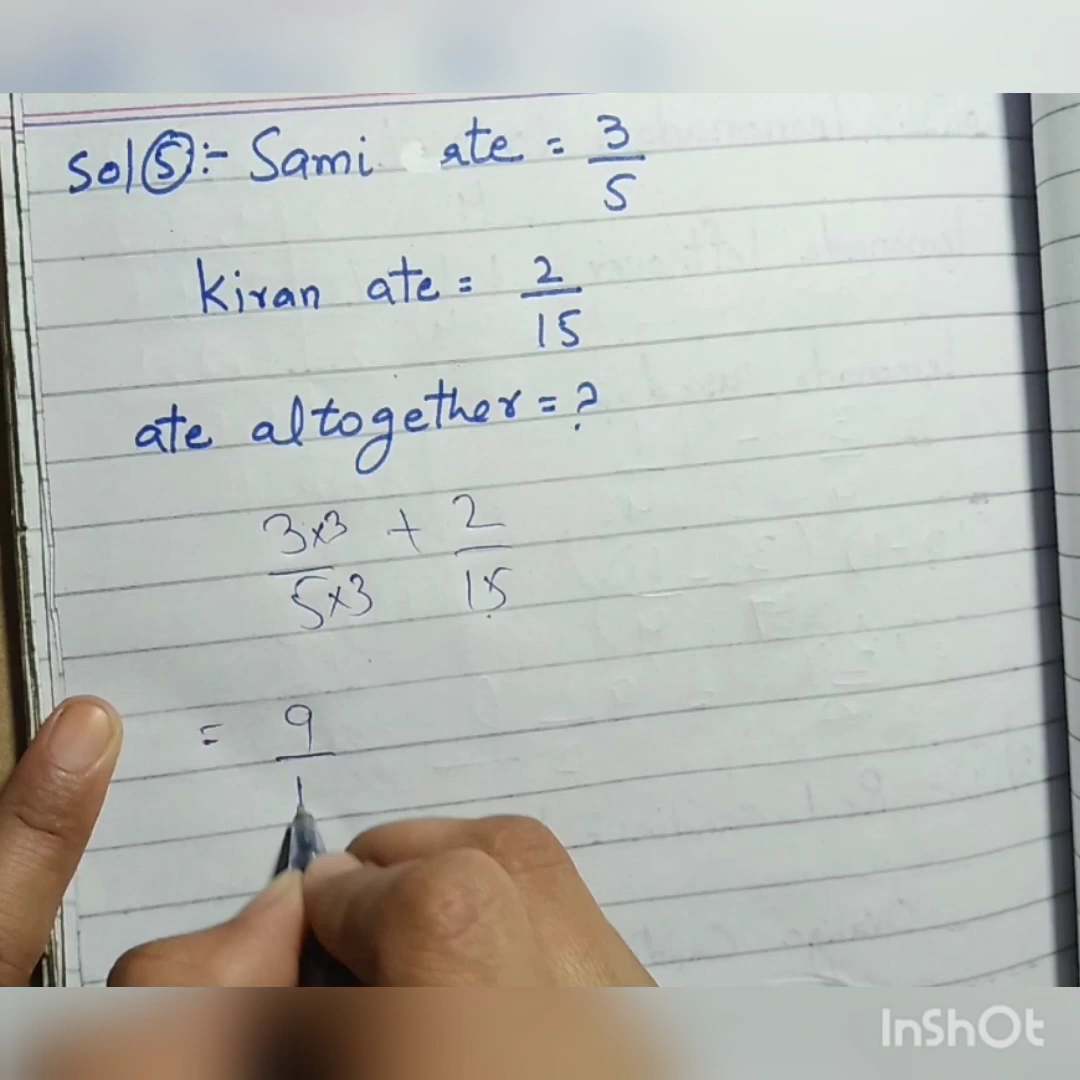 Sol⑤:- Sami ate = 3/5
Kiran ate = 2/15
ate altogether = ?
3×3/5×3 + 2/15
= 9/1
InShOt